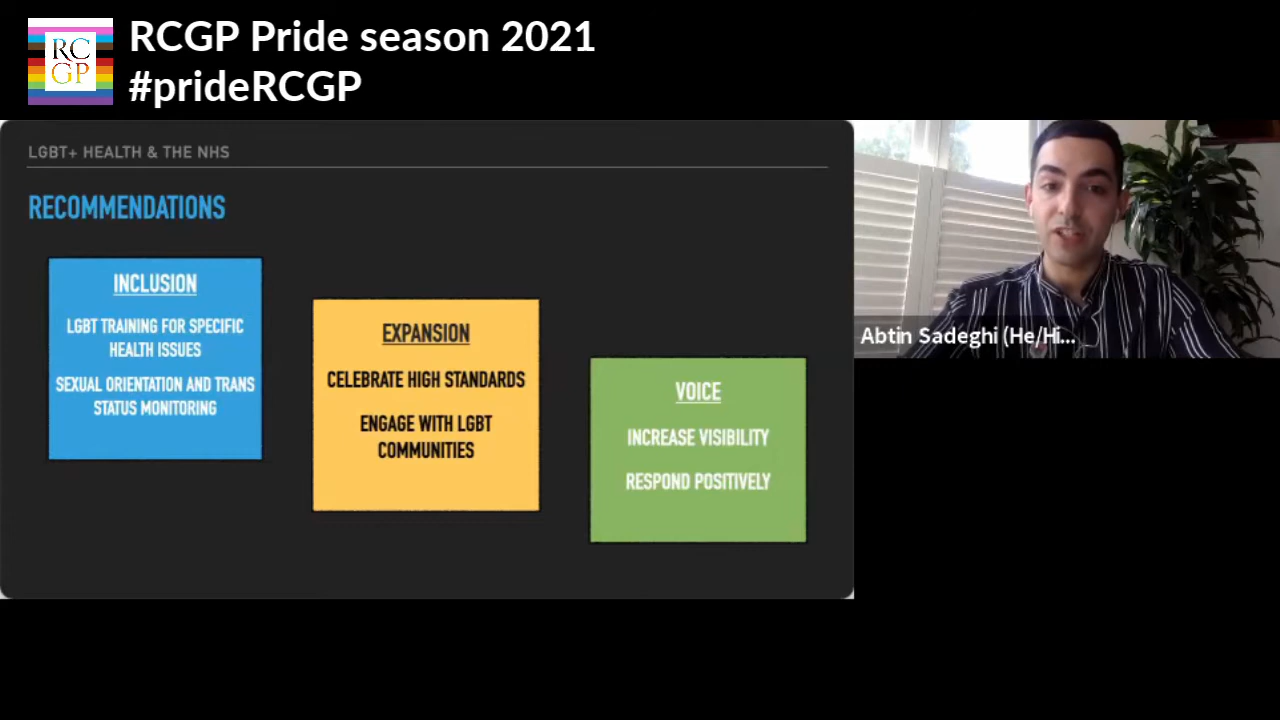 RC
GP
RCGP Pride season 2021
#prideRCGP
LGBT+ HEALTH & THE NHS
RECOMMENDATIONS
INCLUSION
LGBT TRAINING FOR SPECIFIC
HEALTH ISSUES
SEXUAL ORIENTATION AND TRANS
STATUS MONITORING
EXPANSION
CELEBRATE HIGH STANDARDS
ENGAGE WITH LGBT
COMMUNITIES
VOICE
INCREASE VISIBILITY
RESPOND POSITIVELY
Abtin Sadeghi (He/Hi...